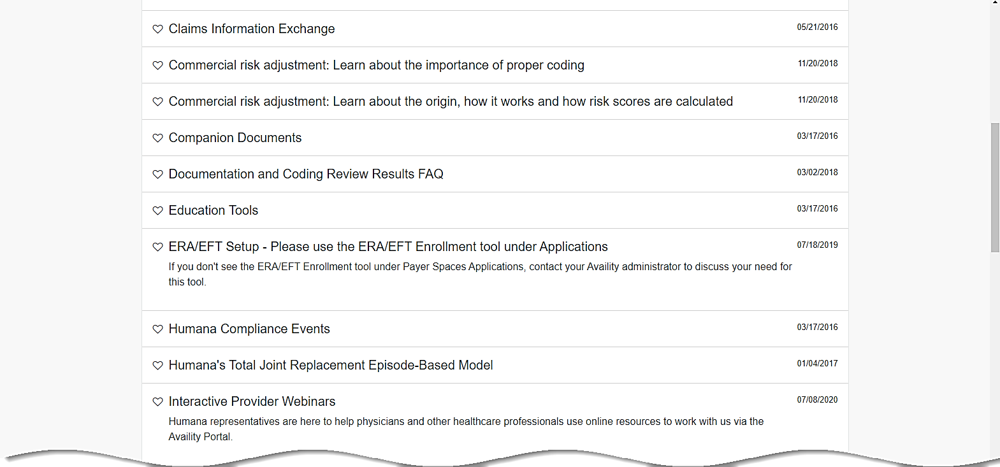 Claims Information Exchange 05/21/2016
Commercial risk adjustment: Learn about the importance of proper coding 11/20/2018
Commercial risk adjustment: Learn about the origin, how it works and how risk scores are calculated 11/20/2018
Companion Documents 03/17/2016
Documentation and Coding Review Results FAQ 03/02/2018
Education Tools 03/17/2016
ERA/EFT Setup - Please use the ERA/EFT Enrollment tool under Applications 07/18/2019
If you don't see the ERA/EFT Enrollment tool under Payer Spaces Applications, contact your Availity administrator to discuss your need for
this tool.
Humana Compliance Events 03/17/2016
Humana's Total Joint Replacement Episode-Based Model 01/04/2017
Interactive Provider Webinars 07/08/2020
Humana representatives are here to help physicians and other healthcare professionals use online resources to work with us via the
Availity Portal.